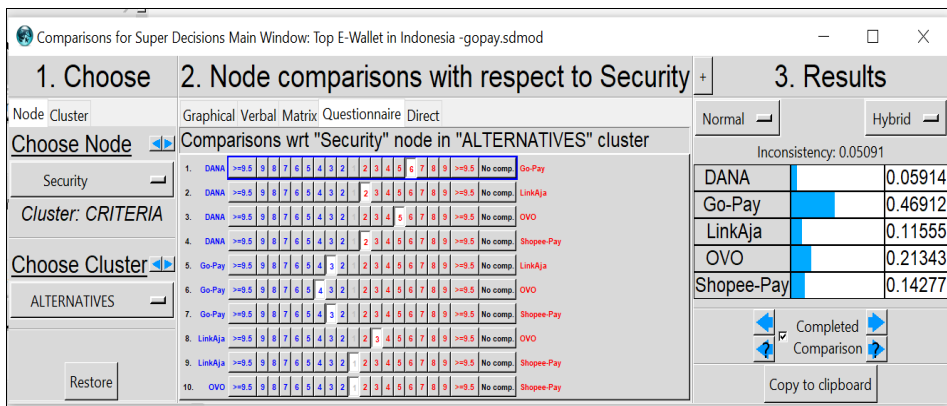 Comparisons for Super Decisions Main Window: Top E-Wallet in Indonesia -gopay.sdmod
1. Choose
2. Node comparisons with respect to Security
+
3. Results
Node Cluster
Graphical Verbal Matrix Questionnaire Direct
Normal
Hybrid
Choose Node
Comparisons wrt "Security" node in "ALTERNATIVES" cluster
Inconsistency: 0.05091
Security
Cluster: CRITERIA
Choose Cluster
ALTERNATIVES
Restore
1. DANA >=9.5 9 8 7 6 5 4 3 2 1 2 3 4 5 6 7 8 9 >=9.5 No comp. Go-Pay
2. DANA >=9.5 9 8 7 6 5 4 3 2 1 2 3 4 5 6 7 8 9 >=9.5 No comp. LinkAja
3. DANA >=9.5 9 8 7 6 5 4 3 2 1 2 3 4 5 6 7 8 9 >=9.5 No comp. OVO
4. DANA >=9.5 9 8 7 6 5 4 3 2 1 2 3 4 5 6 7 8 9 >=9.5 No comp. Shopee-Pay
5. Go-Pay >=9.5 9 8 7 6 5 4 3 2 1 2 3 4 5 6 7 8 9 >=9.5 No comp. LinkAja
6. Go-Pay >=9.5 9 8 7 6 5 4 3 2 1 2 3 4 5 6 7 8 9 >=9.5 No comp. OVO
7. Go-Pay >=9.5 9 8 7 6 5 4 3 2 1 2 3 4 5 6 7 8 9 >=9.5 No comp. Shopee-Pay
8. LinkAja >=9.5 9 8 7 6 5 4 3 2 1 2 3 4 5 6 7 8 9 >=9.5 No comp. OVO
9. LinkAja >=9.5 9 8 7 6 5 4 3 2 1 2 3 4 5 6 7 8 9 >=9.5 No comp. Shopee-Pay
10. OVO >=9.5 9 8 7 6 5 4 3 2 1 2 3 4 5 6 7 8 9 >=9.5 No comp. Shopee-Pay
DANA 0.05914
Go-Pay 0.46912
LinkAja 0.11555
OVO 0.21343
Shopee-Pay 0.14277
Completed
Comparison
? ?
Copy to clipboard